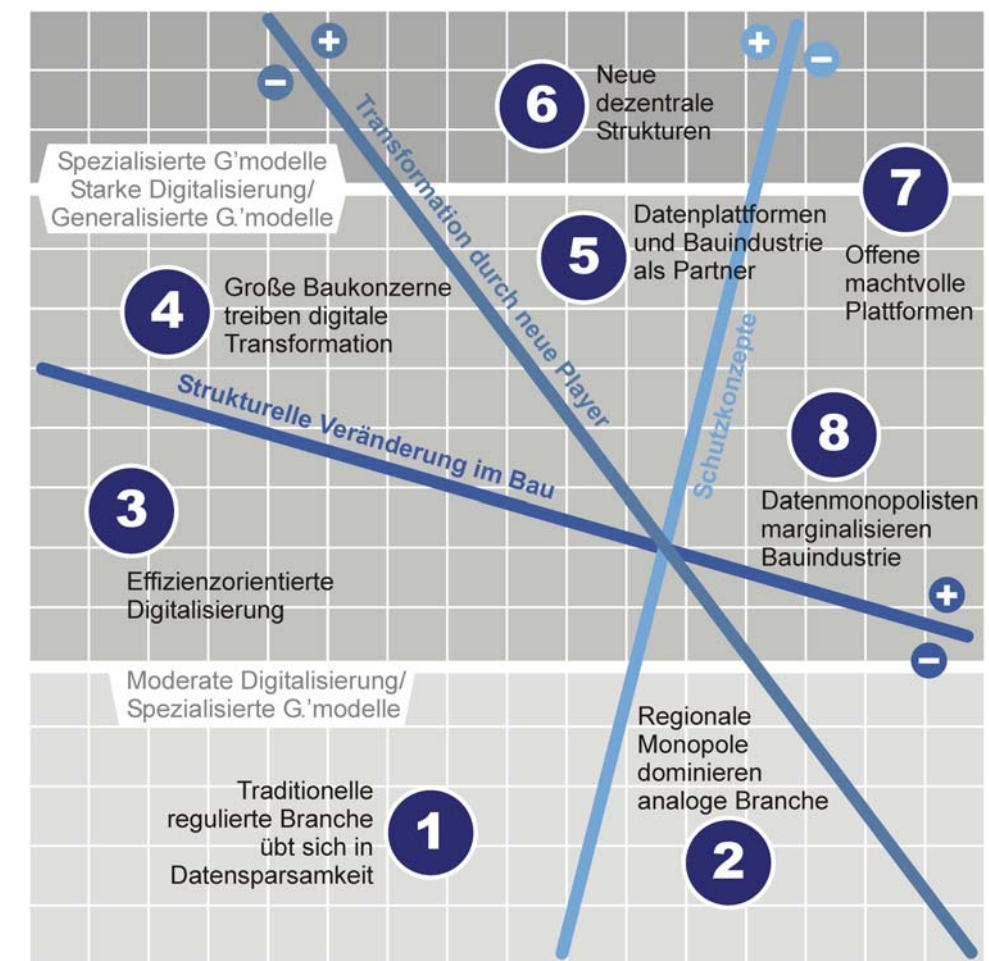 +
−
+
−
6
Neue
dezentrale
Strukturen
Spezialisierte G'modelle
Starke Digitalisierung/
Generalisierte G.'modelle
Transformation durch neue Player
7
Offene
machtvolle
Plattformen
5
Datenplattformen
und Bauindustrie
als Partner
4
Große Baukonzerne
treiben digitale
Transformation
Schutzkonzepte
Strukturelle Veränderung im Bau
8
Datenmonopolisten
marginalisieren
Bauindustrie
3
Effizienzorientierte
Digitalisierung
+
−
Moderate Digitalisierung/
Spezialisierte G.'modelle
Regionale
Monopole
dominieren
analoge Branche
2
Traditionelle
regulierte Branche
übt sich in
Datensparsamkeit
1